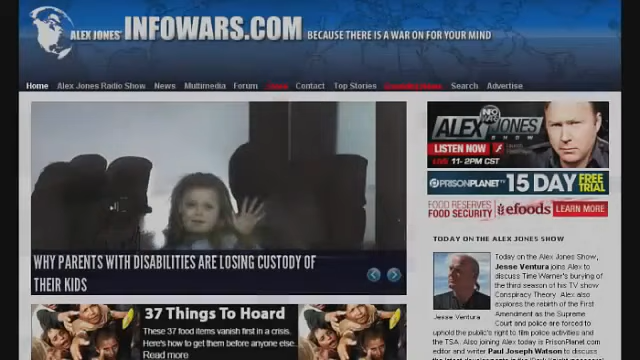 ALEX JONES' INFOWARS.COM BECAUSE THERE IS A WAR ON FOR YOUR MIND
Home Alex Jones Radio Show News Multimedia Forum Contact Top Stories Search Advertise
WHY PARENTS WITH DISABILITIES ARE LOSING CUSTODY OF
THEIR KIDS
37 Things To Hoard
These 37 food items vanish first in a crisis.
Here's how to get them before anyone else.
Read more
INFO WARS
ALEX JONES
SHOW
LISTEN NOW
LIVE 11-2PM CST
PRISONPLANET 15 DAY FREE
TRIAL
FOOD RESERVES
FOOD SECURITY efoods LEARN MORE
TODAY ON THE ALEX JONES SHOW
Jesse Ventura
Today on the Alex Jones Show,
Jesse Ventura joins Alex to
discuss Time Warner's burying of
the third season of his TV show
Conspiracy Theory. Alex also
explores the rebirth of the First
Amendment as the Supreme
Court and police are forced to
uphold the public's right to film police activities and
the TSA. Also joining Alex today is PrisonPlanet.com
editor and writer Paul Joseph Watson to discuss